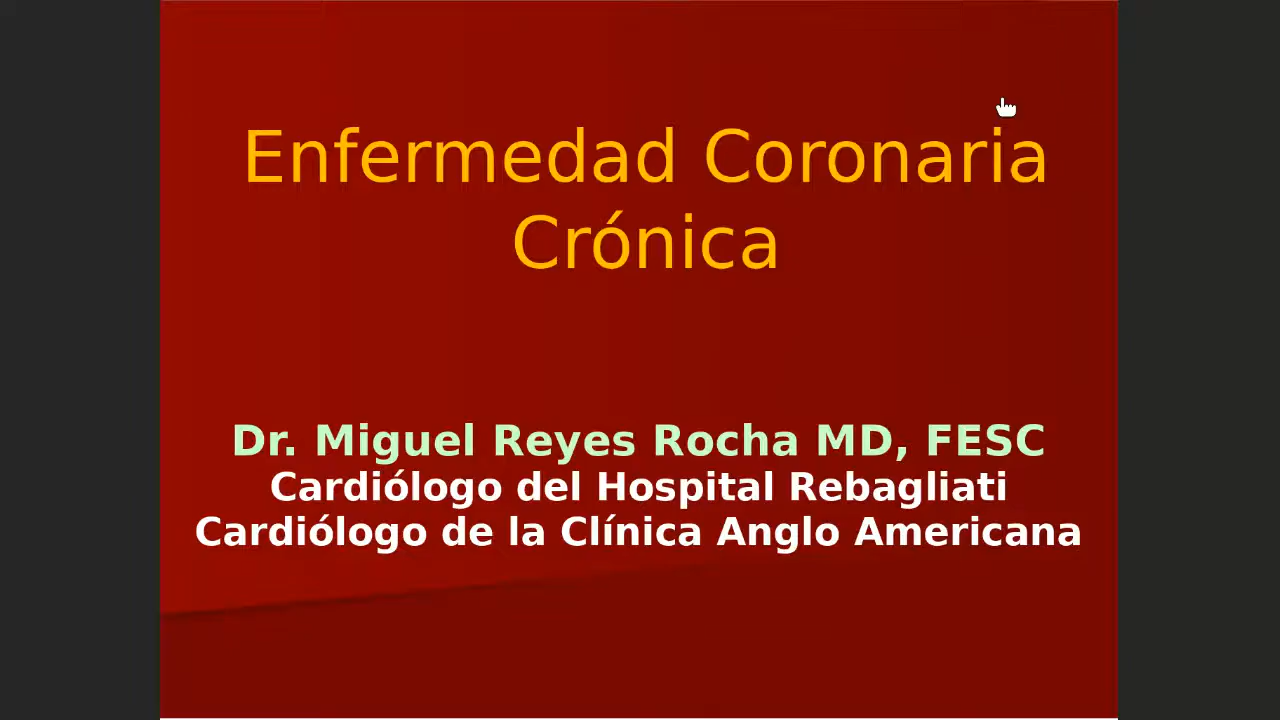 Enfermedad Coronaria
Crónica
Dr. Miguel Reyes Rocha MD, FESC
Cardiólogo del Hospital Rebagliati
Cardiólogo de la Clínica Anglo Americana